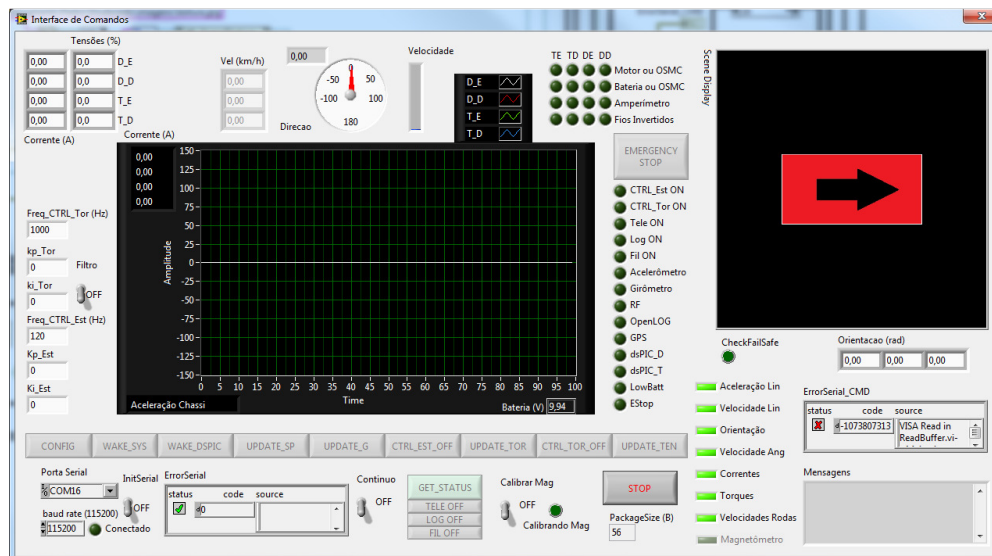 Interface de Comandos
Tensões (%)
0,00 0,0 D_E
0,00 0,0 D_D
0,00 0,0 T_E
0,00 0,0 T_D
Corrente (A)
Vel (km/h)
0,00
0,00
0,00
0,00
Direcao
-100 -50 0 50 100
180
Velocidade
D_E
D_D
T_E
T_D
TE TD DE DD
Motor ou OSMC
Bateria ou OSMC
Amperímetro
Fios Invertidos
EMERGENCY
STOP
CTRL_Est ON
CTRL_Tor ON
Tele ON
Log ON
Fil ON
Acelerômetro
Girômetro
RF
OpenLOG
GPS
dsPIC_D
dsPIC_T
LowBatt
EStop
Scene Display
Corrente (A)
0,00
0,00
0,00
0,00
Amplitude
150
125
100
75
50
25
0
-25
-50
-75
-100
-125
-150
0 5 10 15 20 25 30 35 40 45 50 55 60 65 70 75 80 85 90 95 100
Time
Aceleração Chassi
Bateria (V) 9,94
Freq_CTRL_Tor (Hz)
1000
kp_Tor
0
Filtro
OFF
ki_Tor
0
Freq_CTRL_Est (Hz)
120
Kp_Est
0
Ki_Est
0
CheckFailSafe
Orientacao (rad)
0,00 0,00 0,00
Aceleração Lin
Velocidade Lin
Orientação
Velocidade Ang
Correntes
Torques
Velocidades Rodas
Magnetómetro
ErrorSerial_CMD
status code source
-1073807313 VISA Read in
ReadBuffer.vi-
Mensagens
CONFIG WAKE_SYS WAKE_DSPIC UPDATE_SP UPDATE_G CTRL_EST_OFF UPDATE_TOR CTRL_TOR_OFF UPDATE_TEN
Porta Serial
COM16
InitSerial
OFF
baud rate (115200)
115200
Conectado
ErrorSerial
status code source
0
Continuo
OFF
GET_STATUS
TELE OFF
LOG OFF
FIL OFF
Calibrar Mag
OFF
Calibrando Mag
STOP
PackageSize (B)
56